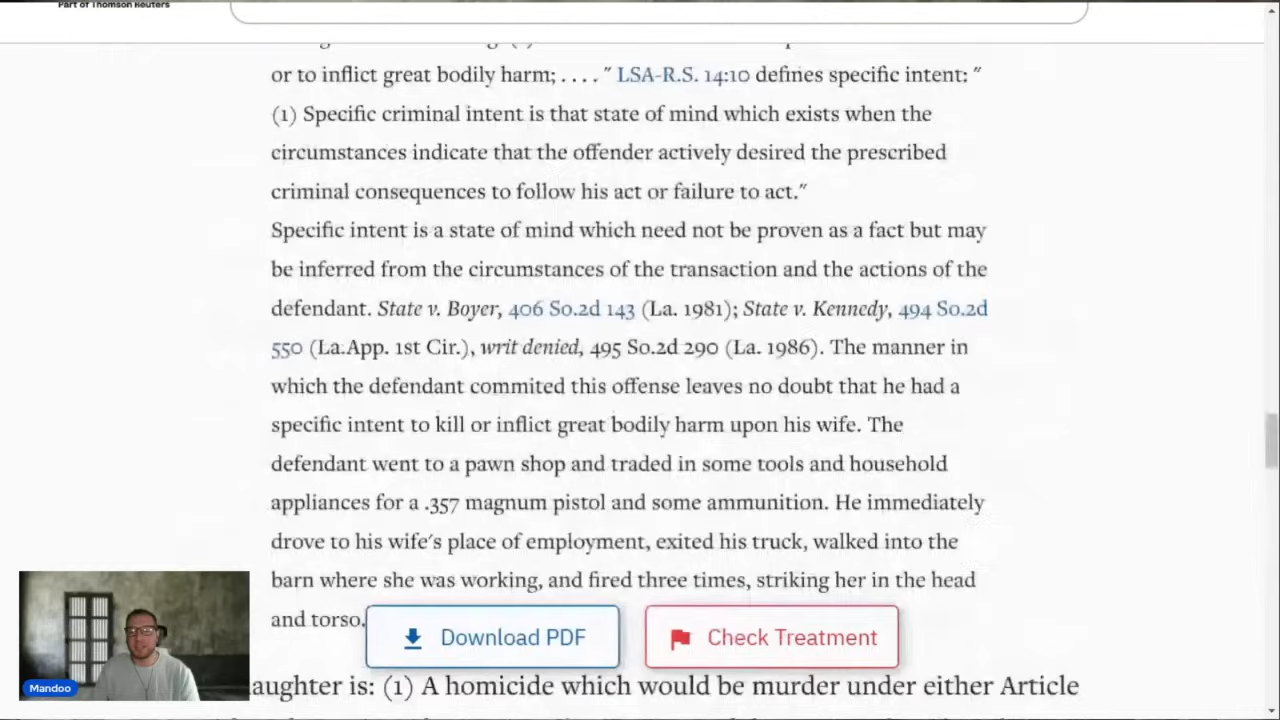 Part of Thomson Reuters
or to inflict great bodily harm; . . . . " LSA-R.S. 14:10 defines specific intent: "
(1) Specific criminal intent is that state of mind which exists when the
circumstances indicate that the offender actively desired the prescribed
criminal consequences to follow his act or failure to act."
Specific intent is a state of mind which need not be proven as a fact but may
be inferred from the circumstances of the transaction and the actions of the
defendant. State v. Boyer, 406 So.2d 143 (La. 1981); State v. Kennedy, 494 So.2d
550 (La.App. 1st Cir.), writ denied, 495 So.2d 290 (La. 1986). The manner in
which the defendant commited this offense leaves no doubt that he had a
specific intent to kill or inflict great bodily harm upon his wife. The
defendant went to a pawn shop and traded in some tools and household
appliances for a .357 magnum pistol and some ammunition. He immediately
drove to his wife's place of employment, exited his truck, walked into the
barn where she was working, and fired three times, striking her in the head
and torso.
Download PDF
Check Treatment
Mandoo
aughter is: (1) A homicide which would be murder under either Article